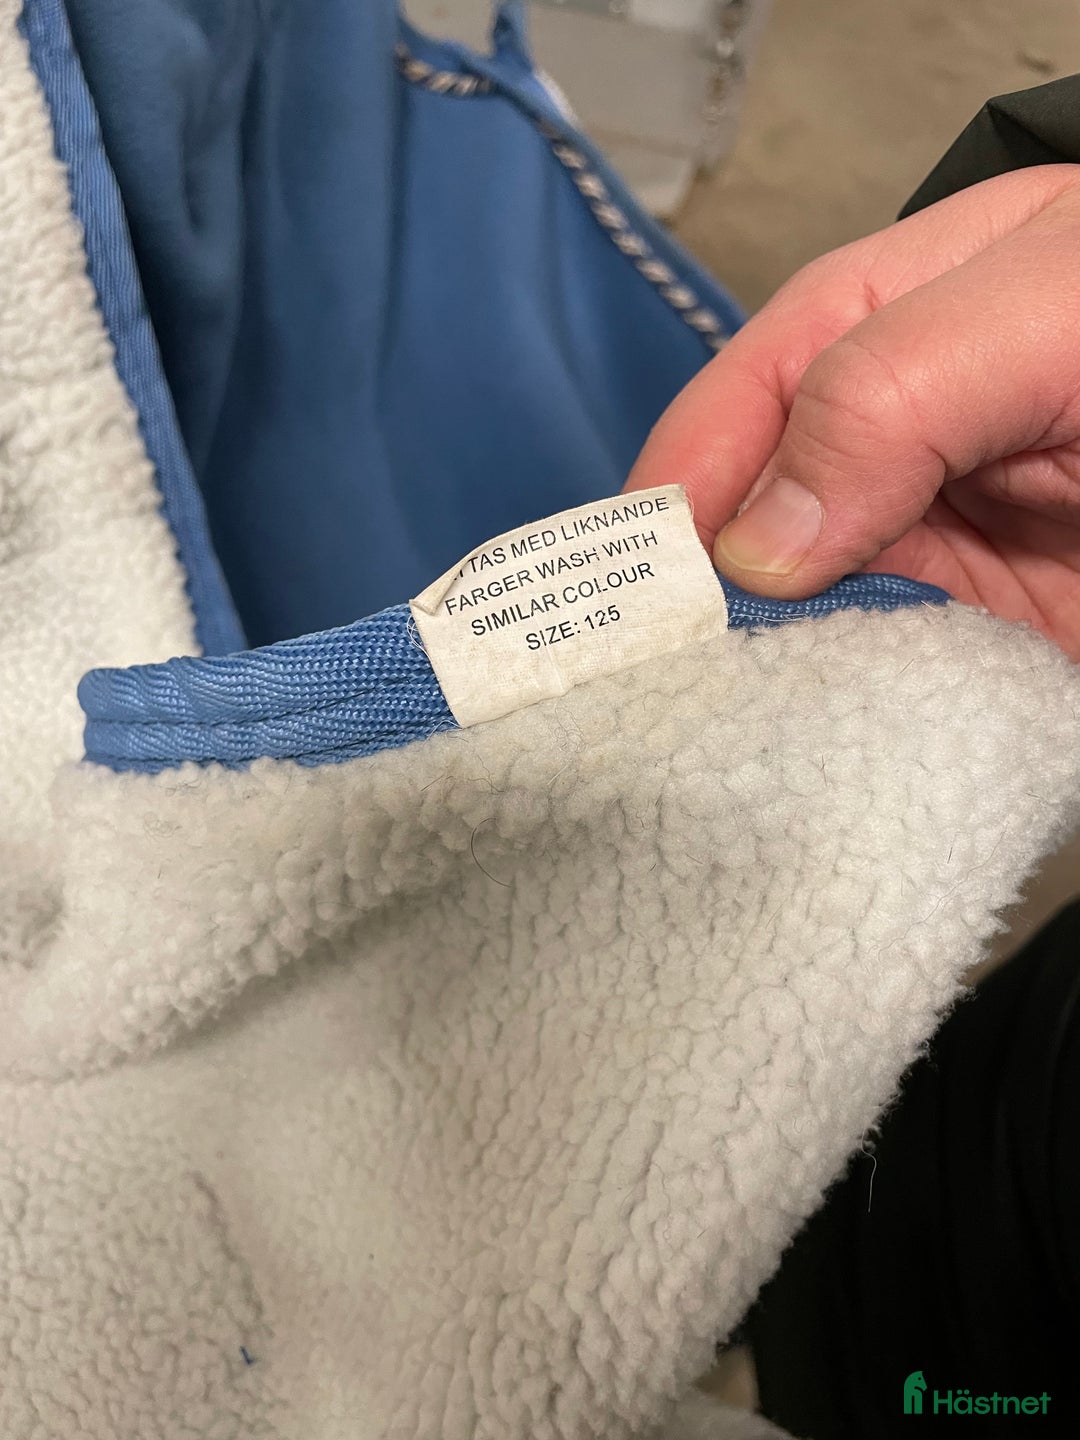 TAS MED LIKNANDE
FARGER WASH WITH
SIMILAR COLOUR
SIZE: 125
Hästnet